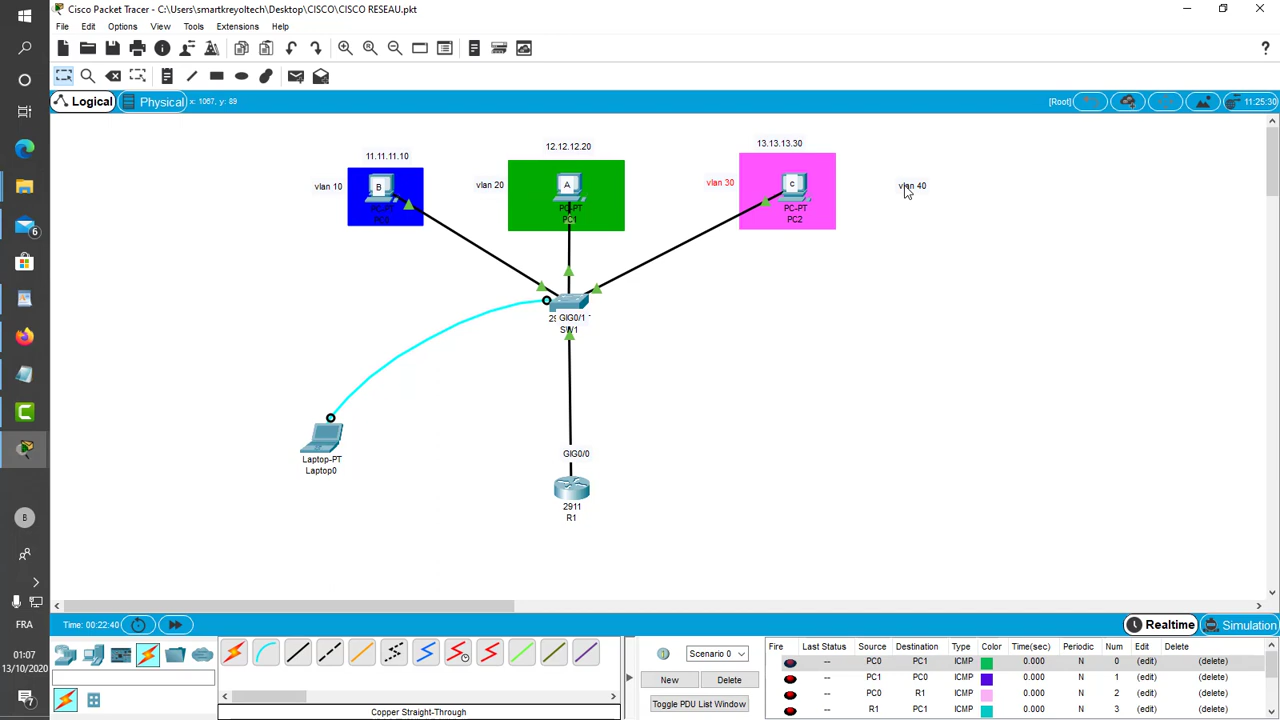 Cisco Packet Tracer - C:\Users\smartkreyoltech\Desktop\CISCO\CISCO RESEAU.pkt
File Edit Options View Tools Extensions Help
Logical Physical x: 1067, y: 89 [Root] 11:25:30
13.13.13.30
12.12.12.20
11.11.11.10
vlan 10 B vlan 20 A vlan 30 c vlan 40
PC-PT
PC0
PC-PT
PC1
PC-PT
PC2
GIG0/1
SW1
GIG0/0
Laptop-PT
Laptop0
2911
R1
6
B
FRA
01:07
13/10/2020
7
Time: 00:22:40 Realtime Simulation
Scenario 0
New Delete
Toggle PDU List Window
Copper Straight-Through
Fire Last Status Source Destination Type Color Time(sec) Periodic Num Edit Delete
-- PC0 PC1 ICMP 0.000 N 0 (edit) (delete)
-- PC1 PC0 ICMP 0.000 N 1 (edit) (delete)
-- PC0 R1 ICMP 0.000 N 2 (edit) (delete)
-- R1 PC1 ICMP 0.000 N 3 (edit) (delete)